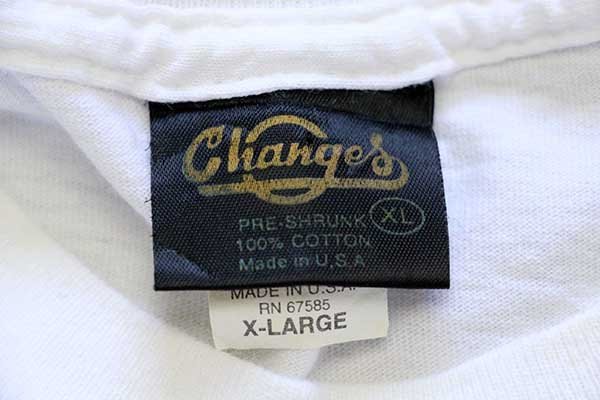 Changes
PRE-SHRUNK XL
100% COTTON
Made in U.S.A
MADE IN U.S.A.
RN 67585
X-LARGE